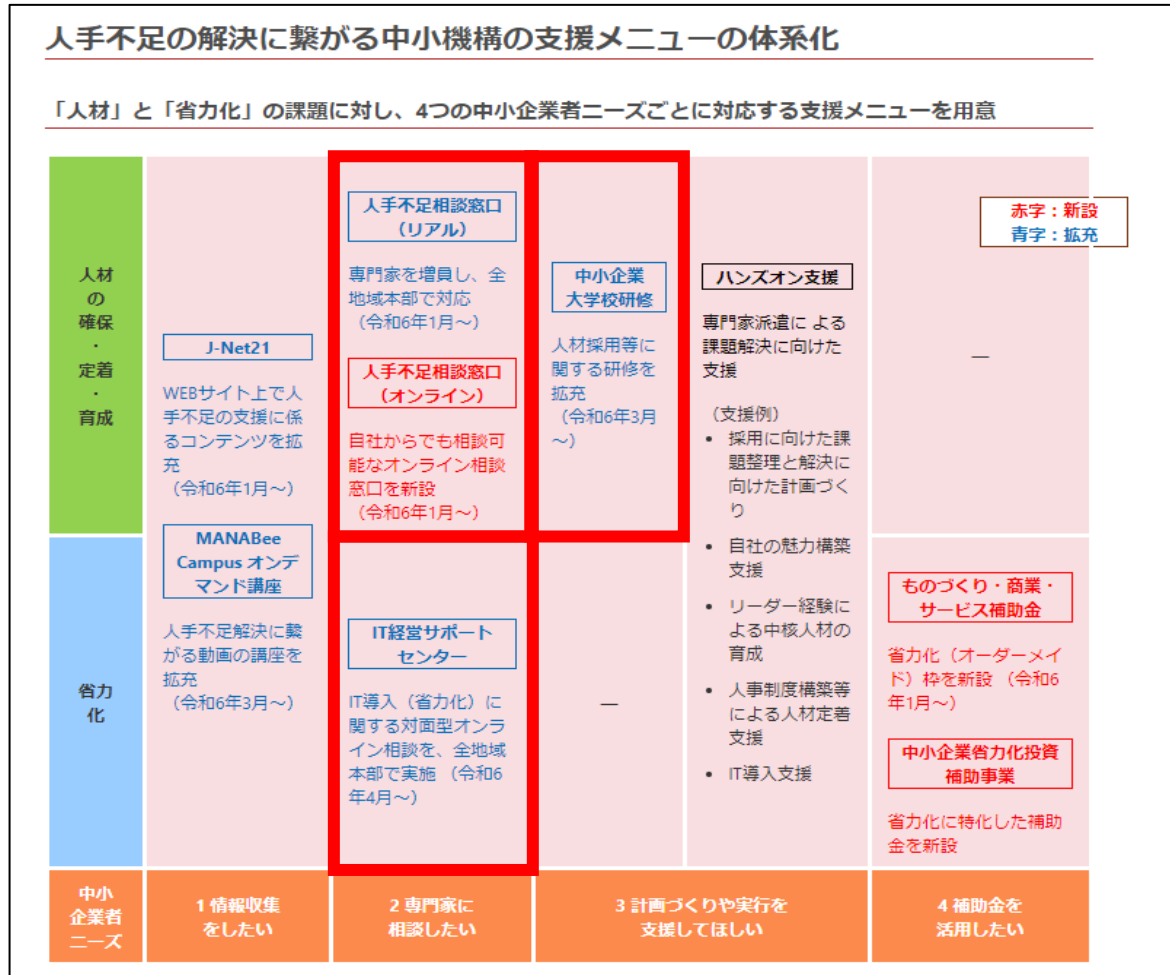 人手不足の解決に繋がる中小機構の支援メニューの体系化
「人材」と「省力化」の課題に対し、4つの中小企業者ニーズごとに対応する支援メニューを用意
赤字：新設
青字：拡充
人材
の
確保
・
定着
・
育成
J-Net21
WEBサイト上で人
手不足の支援に係
るコンテンツを拡
充
（令和6年1月～）
MANABee
Campus オンデ
マンド講座
人手不足解決に繋
がる動画の講座を
拡充
（令和6年3月～）
人手不足相談窓口
（リアル）
専門家を増員し、全
地域本部で対応
（令和6年1月～）
人手不足相談窓口
（オンライン）
自社からでも相談可
能なオンライン相談
窓口を新設
（令和6年1月～）
中小企業
大学校研修
人材採用等に
関する研修を
拡充
（令和6年3月
～）
ハンズオン支援
専門家派遣に よる
課題解決に向けた
支援
（支援例）
• 採用に向けた課
題整理と解決に
向けた計画づく
り
• 自社の魅力構築
支援
• リーダー経験に
よる中核人材の
育成
• 人事制度構築等
による人材定着
支援
• IT導入支援
—
省力
化
IT経営サポート
センター
IT導入（省力化）に
関する対面型オンラ
イン相談を、全地域
本部で実施 （令和6
年4月～）
—
ものづくり・商業・
サービス補助金
省力化（オーダーメイ
ド）枠を新設 （令和6
年1月～）
中小企業省力化投資
補助事業
省力化に特化した補助
金を新設
中小
企業者
ニーズ
1 情報収集
をしたい
2 専門家に
相談したい
3 計画づくりや実行を
支援してほしい
4 補助金を
活用したい